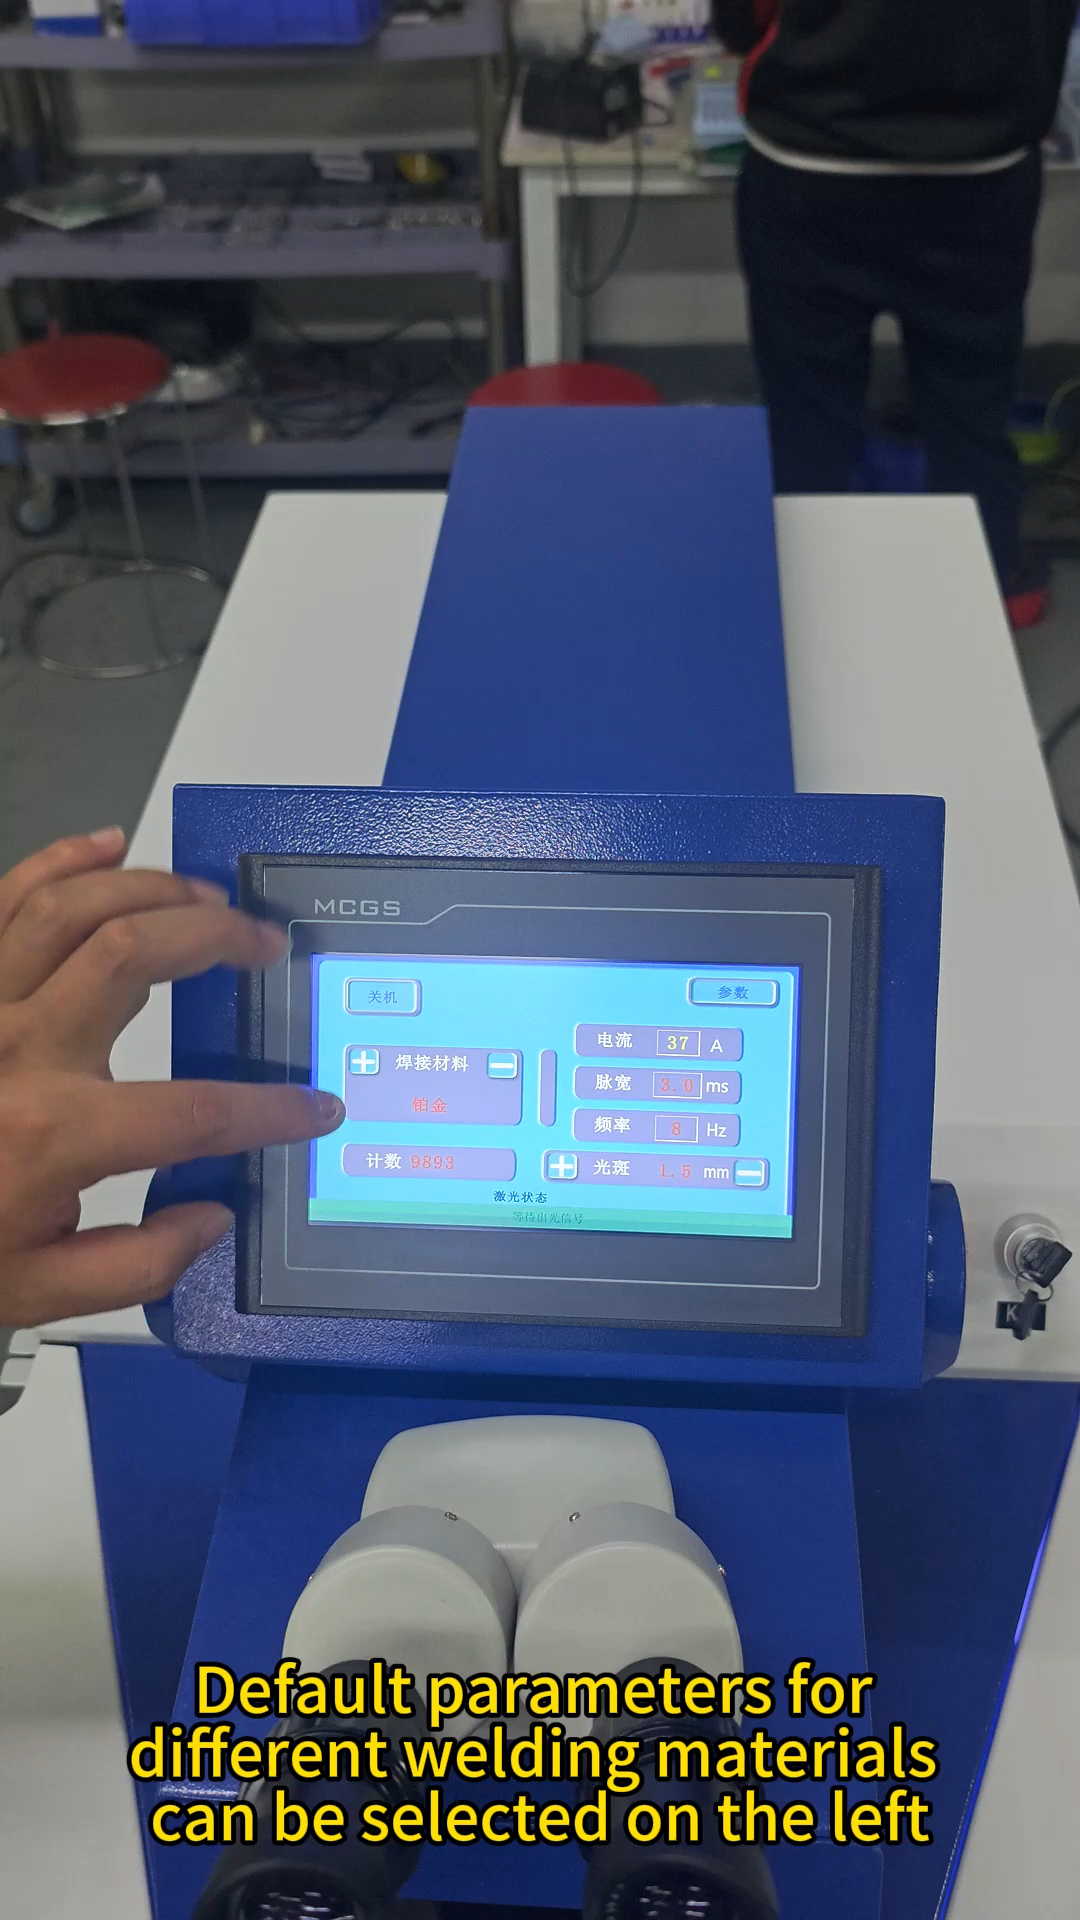 MCGS
关机
参数
焊接材料
铂金
电流 37 A
脉宽 3.0 ms
频率 8 Hz
计数 9893
光斑 1.5 mm
激光状态
等待出光信号
K
Default parameters for
different welding materials
can be selected on the left